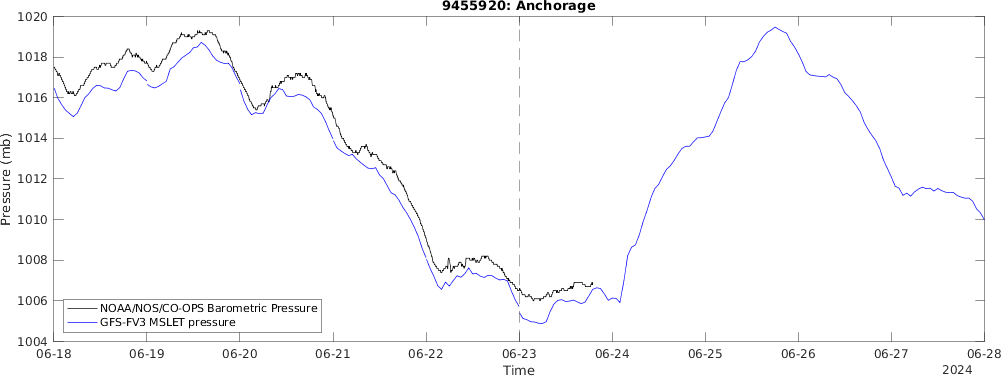 9455920: Anchorage
1020
1018
1016
1014
1012
1010
1008
1006
1004
Pressure (mb)
NOAA/NOS/CO-OPS Barometric Pressure
GFS-FV3 MSLET pressure
06-18 06-19 06-20 06-21 06-22 06-23 06-24 06-25 06-26 06-27 06-28
Time
2024